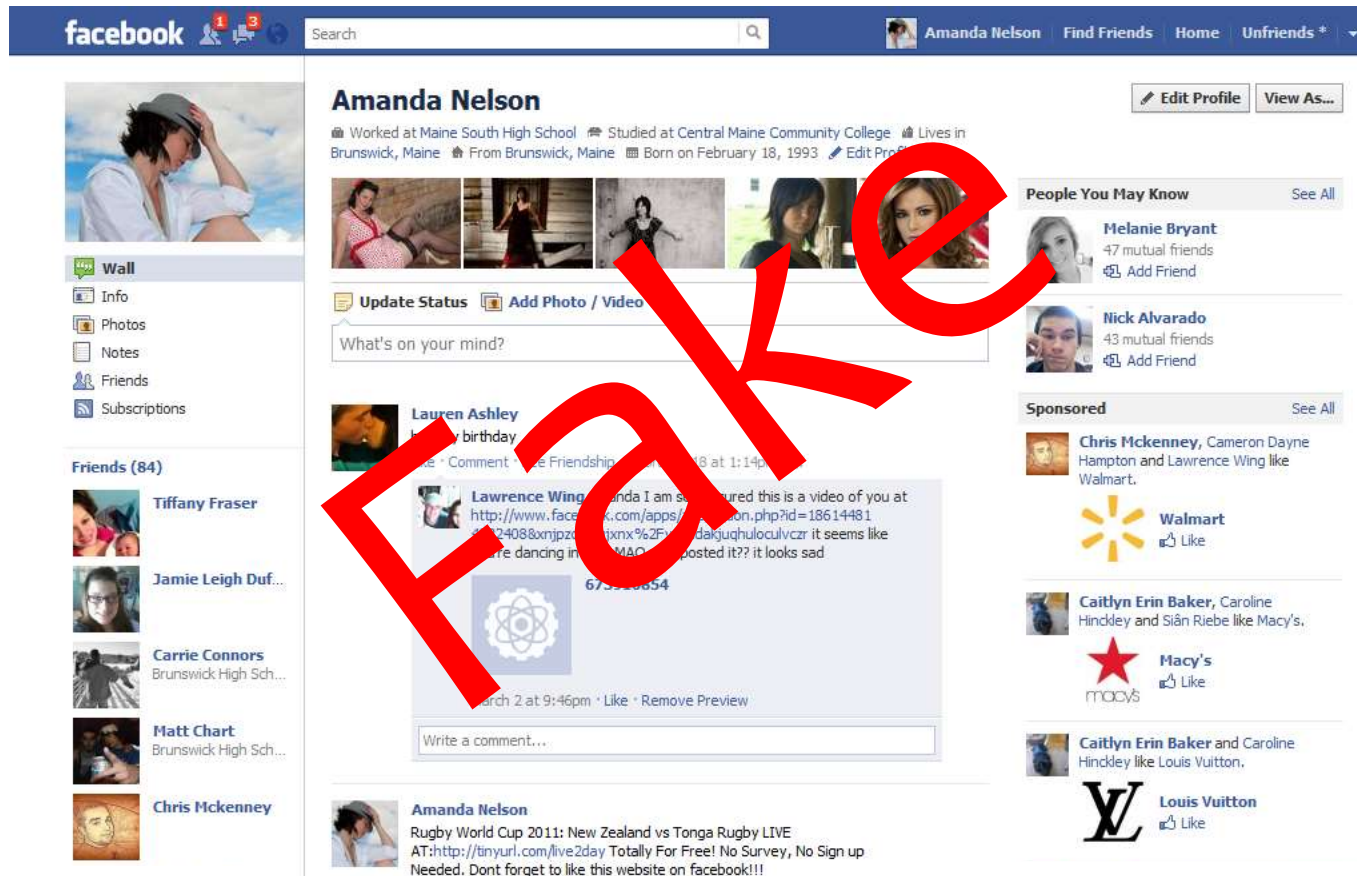 facebook 1 3 Search Amanda Nelson Find Friends Home Unfriends *
Amanda Nelson
Edit Profile View As...
Worked at Maine South High School Studied at Central Maine Community College Lives in
Brunswick, Maine From Brunswick, Maine Born on February 18, 1993 Edit
Wall
Info
Photos
Notes
Friends
Subscriptions
Friends (84)
Tiffany Fraser
Jamie Leigh Duf...
Carrie Connors
Brunswick High Sch...
Matt Chart
Brunswick High Sch...
Chris Mckenney
Update Status Add Photo / Video
What's on your mind?
Lauren Ashley
birthday
Comment · Friendship 18 at
Lawrence Wing I am this is a video of you at
http://www.
it seems like
dancing in posted it?? it looks sad
2 at 9:46pm · Like · Remove Preview
Write a comment...
Amanda Nelson
Rugby World Cup 2011: New Zealand vs Tonga Rugby LIVE
AT:http://tinyurl.com/live2day Totally For Free! No Survey, No Sign up
Needed. Dont forget to like this website on facebook!!!
People You May Know See All
Melanie Bryant
47 mutual friends
Add Friend
Nick Alvarado
43 mutual friends
Add Friend
Sponsored See All
Chris Mckenney, Cameron Dayne
Hampton and Lawrence Wing like
Walmart.
Walmart
Like
Caitlyn Erin Baker, Caroline
Hinckley and Siân Riebe like Macy's.
macy's
Macy's
Like
Caitlyn Erin Baker and Caroline
Hinckley like Louis Vuitton.
LV
Louis Vuitton
Like
Fake